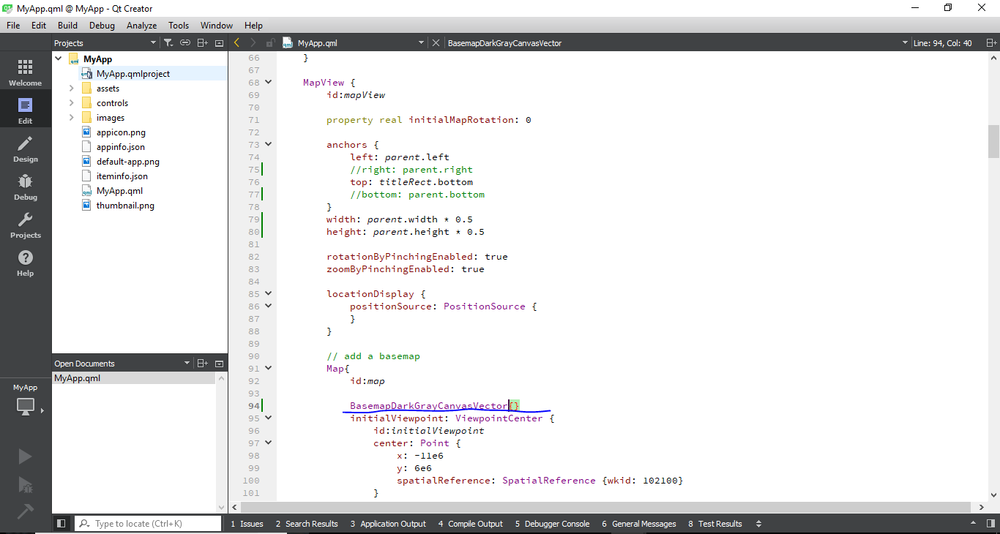 MyApp.qml @ MyApp - Qt Creator
File Edit Build Debug Analyze Tools Window Help
Projects
MyApp.qml
BasemapDarkGrayCanvasVector
Line: 94, Col: 40
Welcome
Edit
Design
Debug
Projects
Help
MyApp
MyApp
MyApp.qmlproject
assets
controls
images
appicon.png
appinfo.json
default-app.png
iteminfo.json
MyApp.qml
thumbnail.png
Open Documents
MyApp.qml
66 }
67
68 MapView {
69 id:mapView
70
71 property real initialMapRotation: 0
72
73 anchors {
74 left: parent.left
75 //right: parent.right
76 top: titleRect.bottom
77 //bottom: parent.bottom
78 }
79 width: parent.width * 0.5
80 height: parent.height * 0.5
81
82 rotationByPinchingEnabled: true
83 zoomByPinchingEnabled: true
84
85 locationDisplay {
86 positionSource: PositionSource {
87 }
88 }
89
90 // add a basemap
91 Map{
92 id:map
93
94 BasemapDarkGrayCanvasVector{}
95 initialViewpoint: ViewpointCenter {
96 id:initialViewpoint
97 center: Point {
98 x: -11e6
99 y: 6e6
100 spatialReference: SpatialReference {wkid: 102100}
101 }
Type to locate (Ctrl+K)
1 Issues 2 Search Results 3 Application Output 4 Compile Output 5 Debugger Console 6 General Messages 8 Test Results